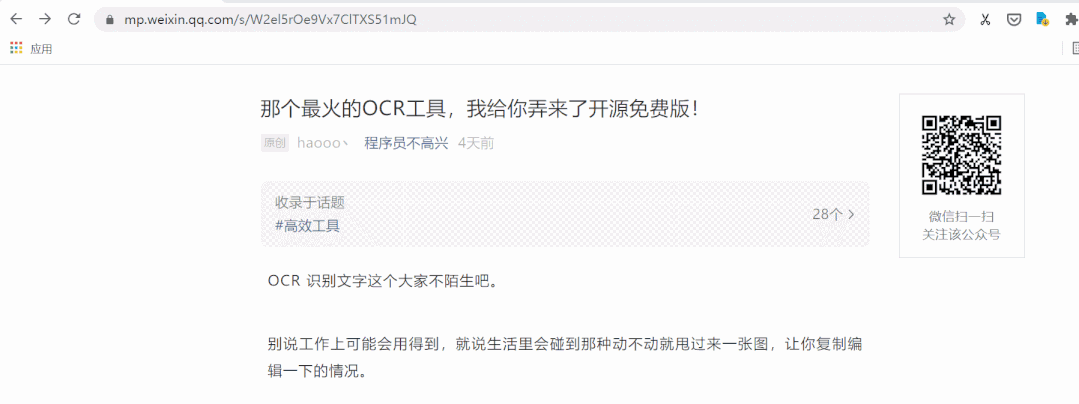 mp.weixin.qq.com/s/W2el5rOe9Vx7ClTXS51mJQ
应用
那个最火的OCR工具，我给你弄来了开源免费版！
原创 haooo丶 程序员不高兴 4天前
收录于话题
#高效工具
28个
微信扫一扫
关注该公众号
OCR 识别文字这个大家不陌生吧。
别说工作上可能会用得到，就说生活里会碰到那种动不动就甩过来一张图，让你复制编
辑一下的情况。